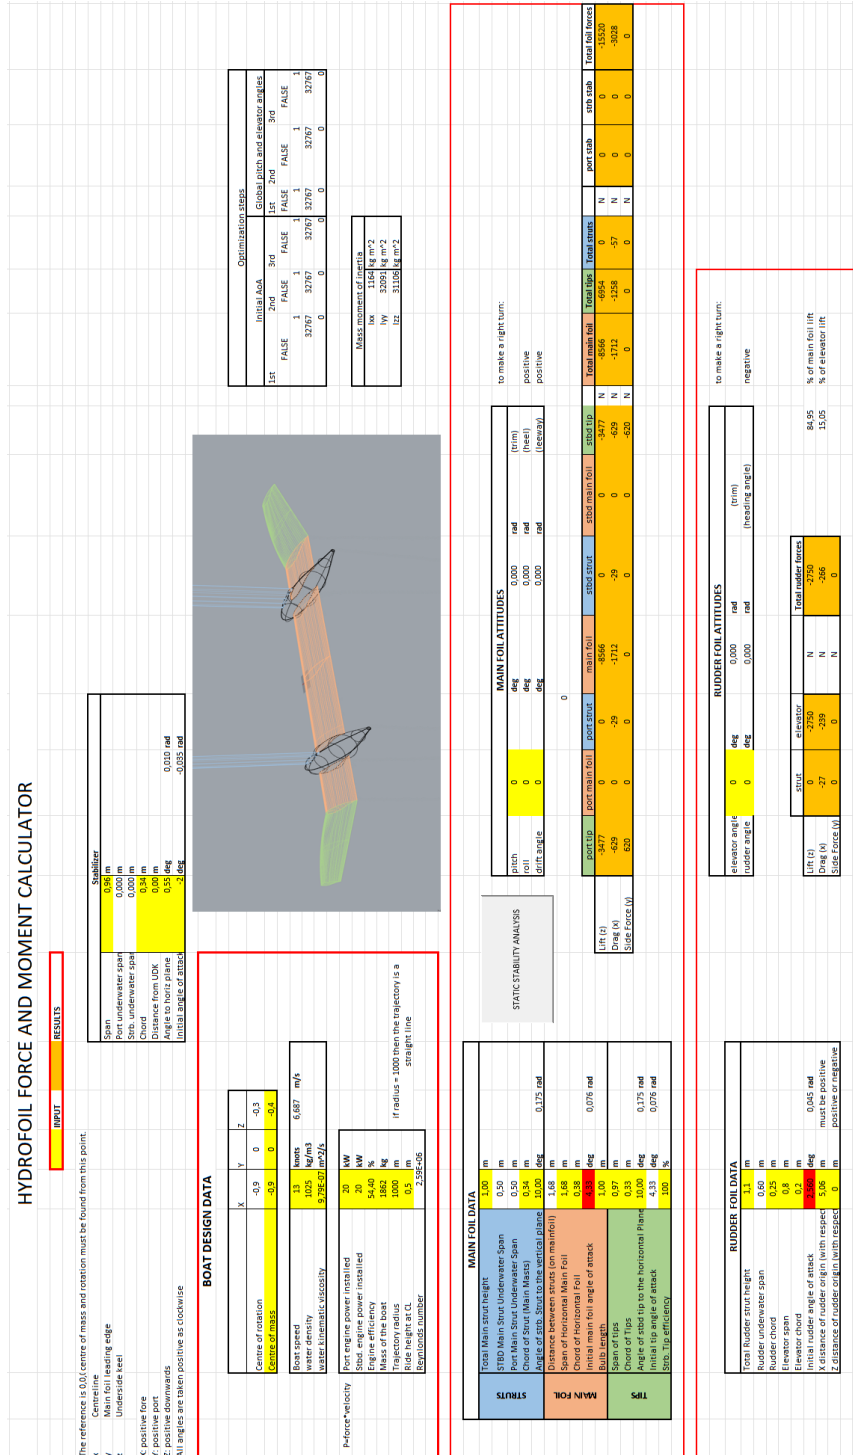 HYDROFOIL FORCE AND MOMENT CALCULATOR
INPUT RESULTS
The reference is 0,0,(centre of mass and rotation must be found from this point.
Centreline
Main foil leading edge
Underside keel
X: positive fore
Y: positive port
Z: positive downwards
All angles are taken positive as clockwise
Stabilizer
Span 0,96 m
Port underwater span 0,000 m
Strb. underwater spar 0,000 m
Chord 0,34 m
Distance from UDK 0,00 m
Angle to horiz plane 0,55 deg 0,010 rad
Initial angle of attack -2 deg -0,035 rad
Optimization steps
Initial AoA Global pitch and elevator angles
1st 2nd 3rd 1st 2nd 3rd
FALSE FALSE FALSE FALSE FALSE FALSE
1 1 1 1 1 1
32767 32767 32767 32767 32767 32767
0 0 0 0 0 0
Mass moment of inertia
Ixx 1164 kg m^2
Iyy 32091 kg m^2
Izz 31106 kg m^2
BOAT DESIGN DATA
X Y Z
Centre of rotation -0,9 0 -0,3
Centre of mass -0,9 0 -0,4
Boat speed 13 knots 6,687 m/s
water density 1025 kg/m3
water kinematic viscosity 9,79E-07 m^2/s
P=force*velocity Port engine power installed 20 kW
Stbd. engine power installed 20 kW
Engine efficiency 54,40 %
Mass of the boat 1862 kg
Trajectory radius 1000 m if radius = 1000 then the trajectory is a straight line
Ride height at CL 0,5 m
Reynlonds number 2,59E+06
MAIN FOIL DATA
STRUTS
Total Main strut height 1,00 m
STBD Main Strut Underwater Span 0,50 m
Port Main Strut Underwater Span 0,50 m
Chord of Strut (Main Masts) 0,34 m
Angle of strb. Strut to the vertical plane 10,00 deg 0,175 rad
MAIN FOIL
Distance between struts (on mainfoil) 1,68 m
Span of Horizontal Main Foil 1,68 m
Chord of Horizontal Foil 0,38 m
Initial main foil angle of attack 4,33 deg 0,076 rad
Bulb length 1,00 m
TIPS
Span of tips 0,97 m
Chord of Tips 0,33 m
Angle of stbd tip to the horizontal Plane 10,00 deg 0,175 rad
Initial tip angle of attack 4,33 deg 0,076 rad
Strb. Tip efficiency 100 %
STATIC STABILITY ANALYSIS
MAIN FOIL ATTITUDES
to make a right turn:
pitch 0 deg 0,000 rad (trim)
roll 0 deg 0,000 rad (heel) positive
drift angle 0 deg 0,000 rad (leeway) positive
0
port tip port main foil port strut main foil stbd strut stbd main foil stbd tip Total main foil Total tips Total struts port stab strb stab Total foil forces
Lift (z) -3477 0 0 -8566 0 0 -3477 N -8566 -6954 0 N 0 0 -15520
Drag (x) -629 0 -29 -1712 -29 0 -629 N -1712 -1258 -57 N 0 0 -3028
Side Force (y) 620 0 0 0 0 0 -620 N 0 0 0 N 0 0 0
RUDDER FOIL DATA
Total Rudder strut height 1,1 m
Rudder underwater span 0,60 m
Rudder chord 0,25 m
Elevator span 0,8 m
Elevator chord 0,2 m
Initial rudder angle of attack 2,560 deg 0,045 rad
X distance of rudder origin (with respect 5,06 m must be positive
Z distance of rudder origin (with respect 0 m positive or negative
RUDDER FOIL ATTITUDES
to make a right turn:
elevator angle 0 deg 0,000 rad (trim)
rudder angle 0 deg 0,000 rad (heading angle) negative
strut elevator Total rudder forces
Lift (z) 0 -2750 N -2750 84,95 % of main foil lift
Drag (x) -27 -239 N -266 15,05 % of elevator lift
Side Force (y) 0 0 N 0